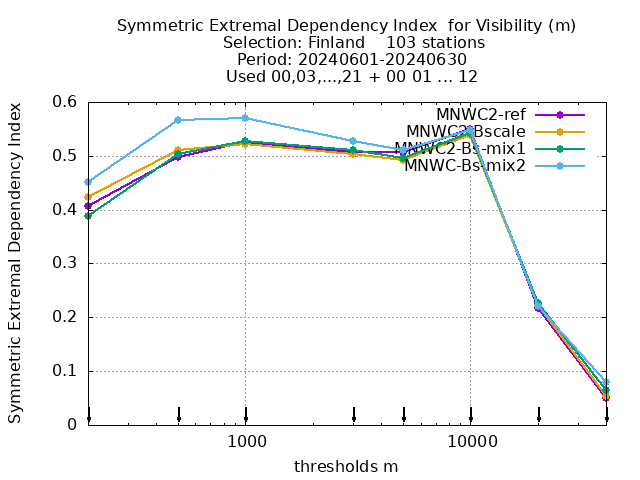 Symmetric Extremal Dependency Index  for Visibility (m)
Selection: Finland    103 stations
Period: 20240601-20240630
Used 00,03,...,21 + 00 01 ... 12
MNWC2-ref
MNWC2-Bscale
MNWC2-Bs-mix1
MNWC-Bs-mix2
Symmetric Extremal Dependency Index
0.6
0.5
0.4
0.3
0.2
0.1
0
1000 10000
thresholds m